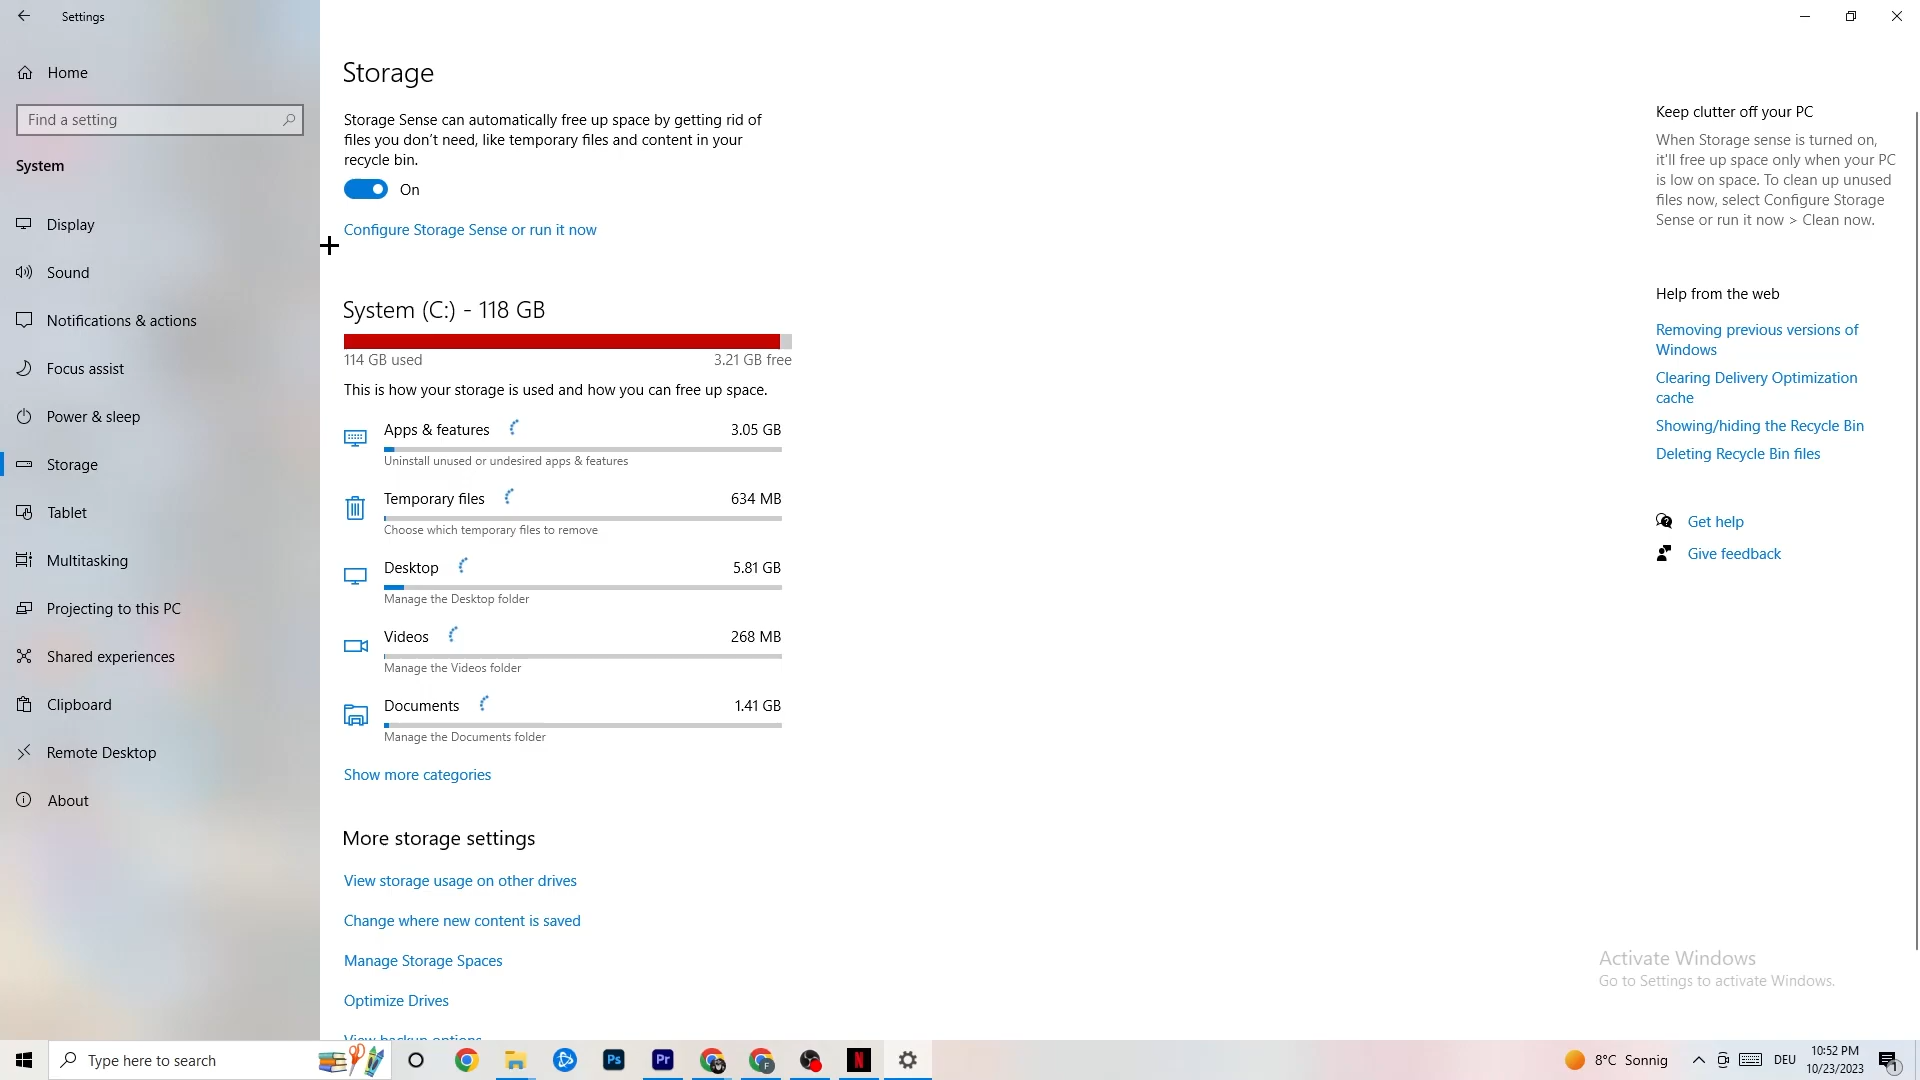 Settings
Home
Find a setting
System
Display
Sound
Notifications & actions
Focus assist
Power & sleep
Storage
Tablet
Multitasking
Projecting to this PC
Shared experiences
Clipboard
Remote Desktop
About
Storage
Storage Sense can automatically free up space by getting rid of
files you don't need, like temporary files and content in your
recycle bin.
On
Configure Storage Sense or run it now
System (C:) - 118 GB
114 GB used 3.21 GB free
This is how your storage is used and how you can free up space.
Apps & features 3.05 GB
Uninstall unused or undesired apps & features
Temporary files 634 MB
Choose which temporary files to remove
Desktop 5.81 GB
Manage the Desktop folder
Videos 268 MB
Manage the Videos folder
Documents 1.41 GB
Manage the Documents folder
Show more categories
More storage settings
View storage usage on other drives
Change where new content is saved
Manage Storage Spaces
Optimize Drives
View backup options
Keep clutter off your PC
When Storage sense is turned on,
it'll free up space only when your PC
is low on space. To clean up unused
files now, select Configure Storage
Sense or run it now > Clean now.
Help from the web
Removing previous versions of
Windows
Clearing Delivery Optimization
cache
Showing/hiding the Recycle Bin
Deleting Recycle Bin files
Get help
Give feedback
Activate Windows
Go to Settings to activate Windows.
Type here to search
Ps
Pr
F
N
8°C Sonnig
DEU
10:52 PM
10/23/2023
1